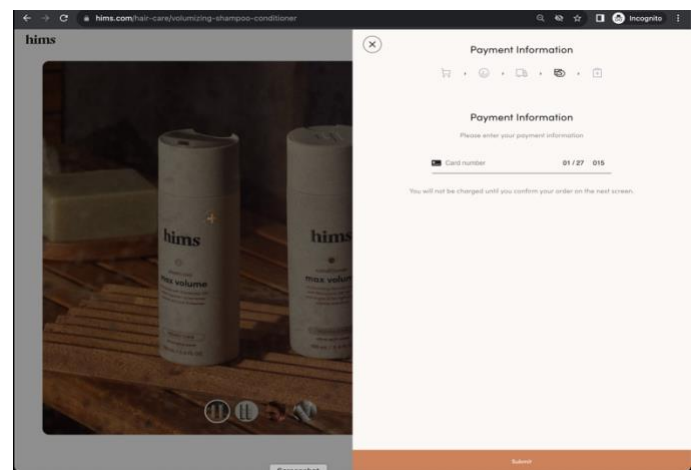 hims.com/hair-care/volumizing-shampoo-conditioner
Incognito
hims
Payment Information
Payment Information
Please enter your payment information
Card number 01 / 27 015
You will not be charged until you confirm your order on the next screen.
hims
max volume
hims
max volum
Submit